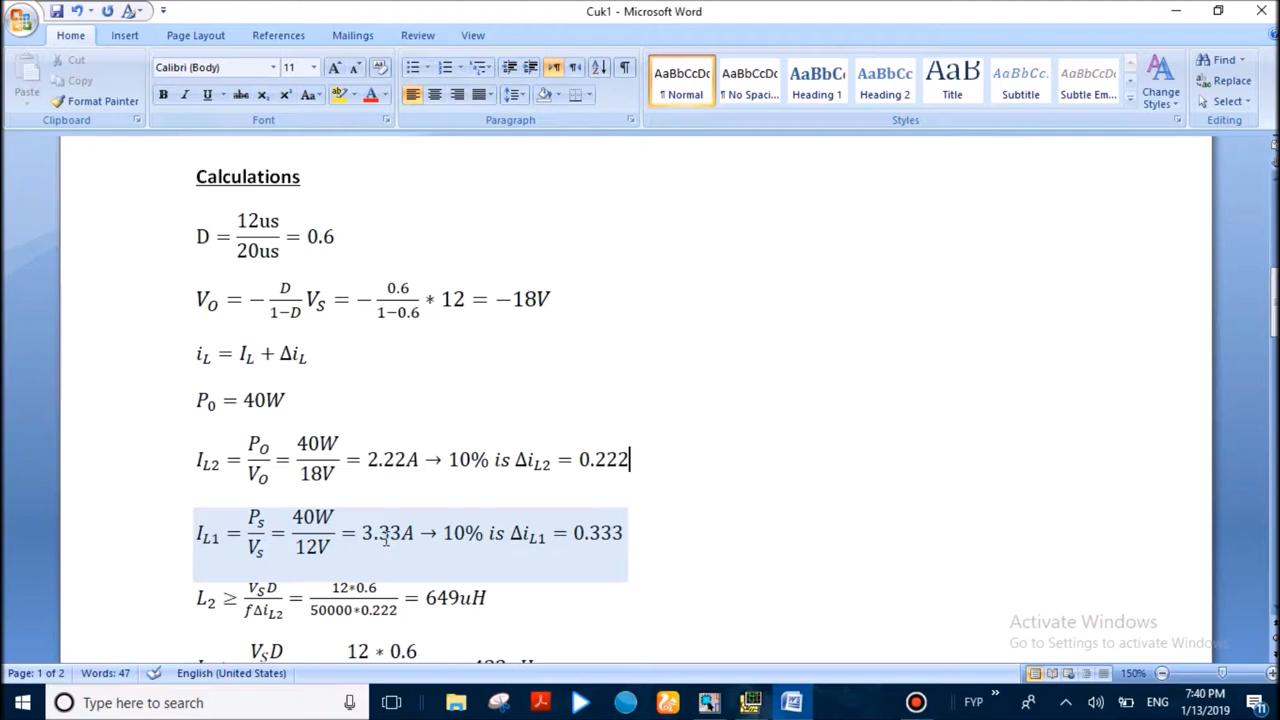 Cuk1 - Microsoft Word
Home Insert Page Layout References Mailings Review View
Cut
Copy
Format Painter
Paste
Clipboard
Calibri (Body) 11
Font
Paragraph
AaBbCcDc AaBbCcDc AaBbCc AaBbCc AaBbC AaBbCc. AaBbCcDc
¶ Normal ¶ No Spaci... Heading 1 Heading 2 Title Subtitle Subtle Em...
Change Styles
Styles
Find
Replace
Select
Editing
Calculations
D = 12us/20us = 0.6
V_O = − D/(1−D) V_S = − 0.6/(1−0.6) ∗ 12 = −18V
i_L = I_L + Δi_L
P_0 = 40W
I_L2 = P_O/V_O = 40W/18V = 2.22A → 10% is Δi_L2 = 0.222
I_L1 = P_s/V_s = 40W/12V = 3.33A → 10% is Δi_L1 = 0.333
L_2 ≥ V_S D/(f Δi_L2) = 12∗0.6/(50000∗0.222) = 649uH
V_S D 12 ∗ 0.6
Activate Windows
Go to Settings to activate Windows.
Page: 1 of 2 Words: 47 English (United States) 150%
Type here to search
FYP
ENG
7:40 PM
1/13/2019